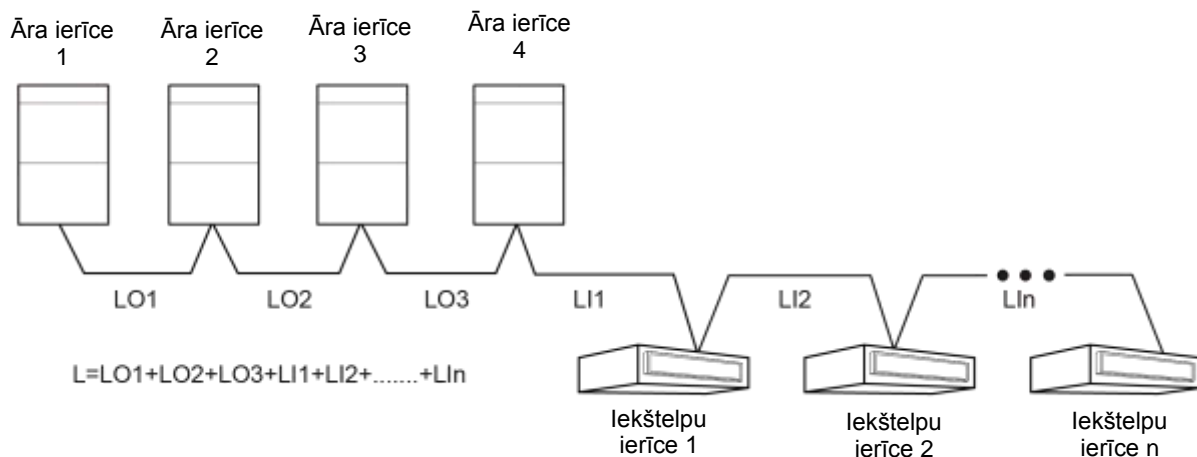 Āra ierīce
1
Āra ierīce
2
Āra ierīce
3
Āra ierīce
4
LO1
LO2
LO3
LI1
LI2
LIn
L=LO1+LO2+LO3+LI1+LI2+.......+LIn
Iekštelpu
ierīce 1
Iekštelpu
ierīce 2
Iekštelpu
ierīce n